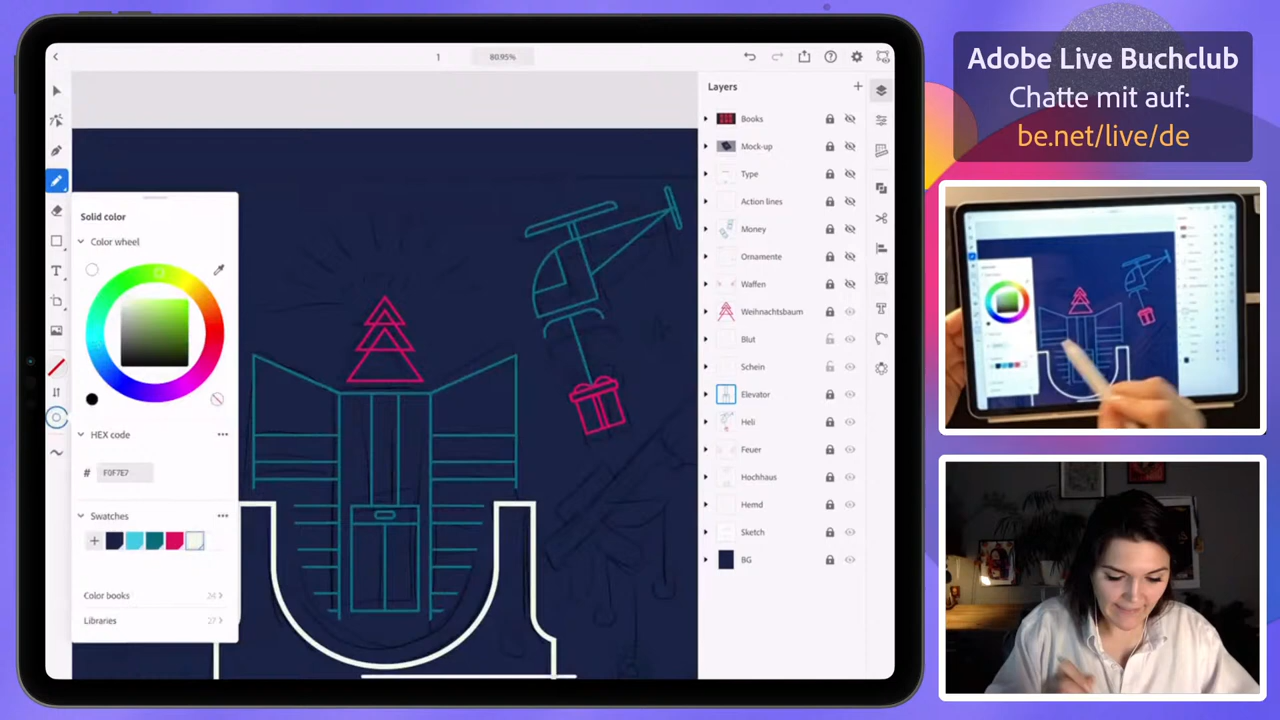 1
80.95%
Solid color
Color wheel
HEX code
# F0F7E7
Swatches
Color books 24
Libraries 27
Layers
Books
Mock-up
Type
Action lines
Money
Ornamente
Waffen
Weihnachtsbaum
Blut
Schein
Elevator
Heli
Feuer
Hochhaus
Hemd
Sketch
BG
Adobe Live Buchclub
Chatte mit auf:
be.net/live/de